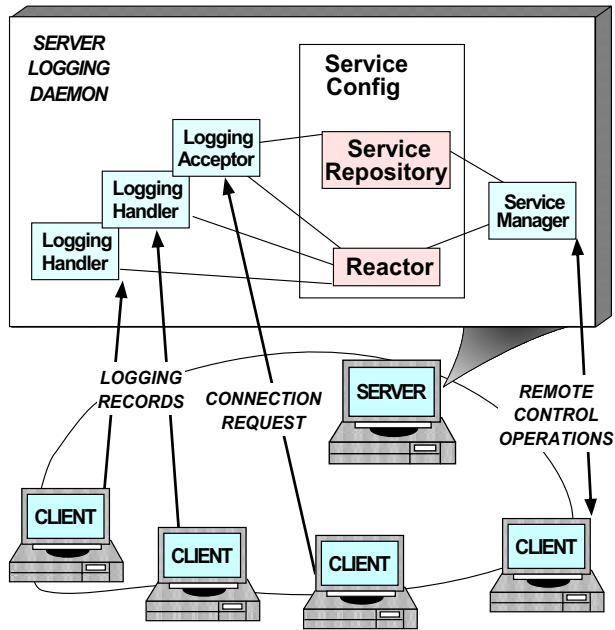 SERVER
LOGGING
DAEMON
Service
Config
Logging
Acceptor
Service
Repository
Logging
Handler
Service
Manager
Logging
Handler
Reactor
LOGGING
RECORDS
CONNECTION
REQUEST
SERVER
REMOTE
CONTROL
OPERATIONS
CLIENT
CLIENT
CLIENT
CLIENT